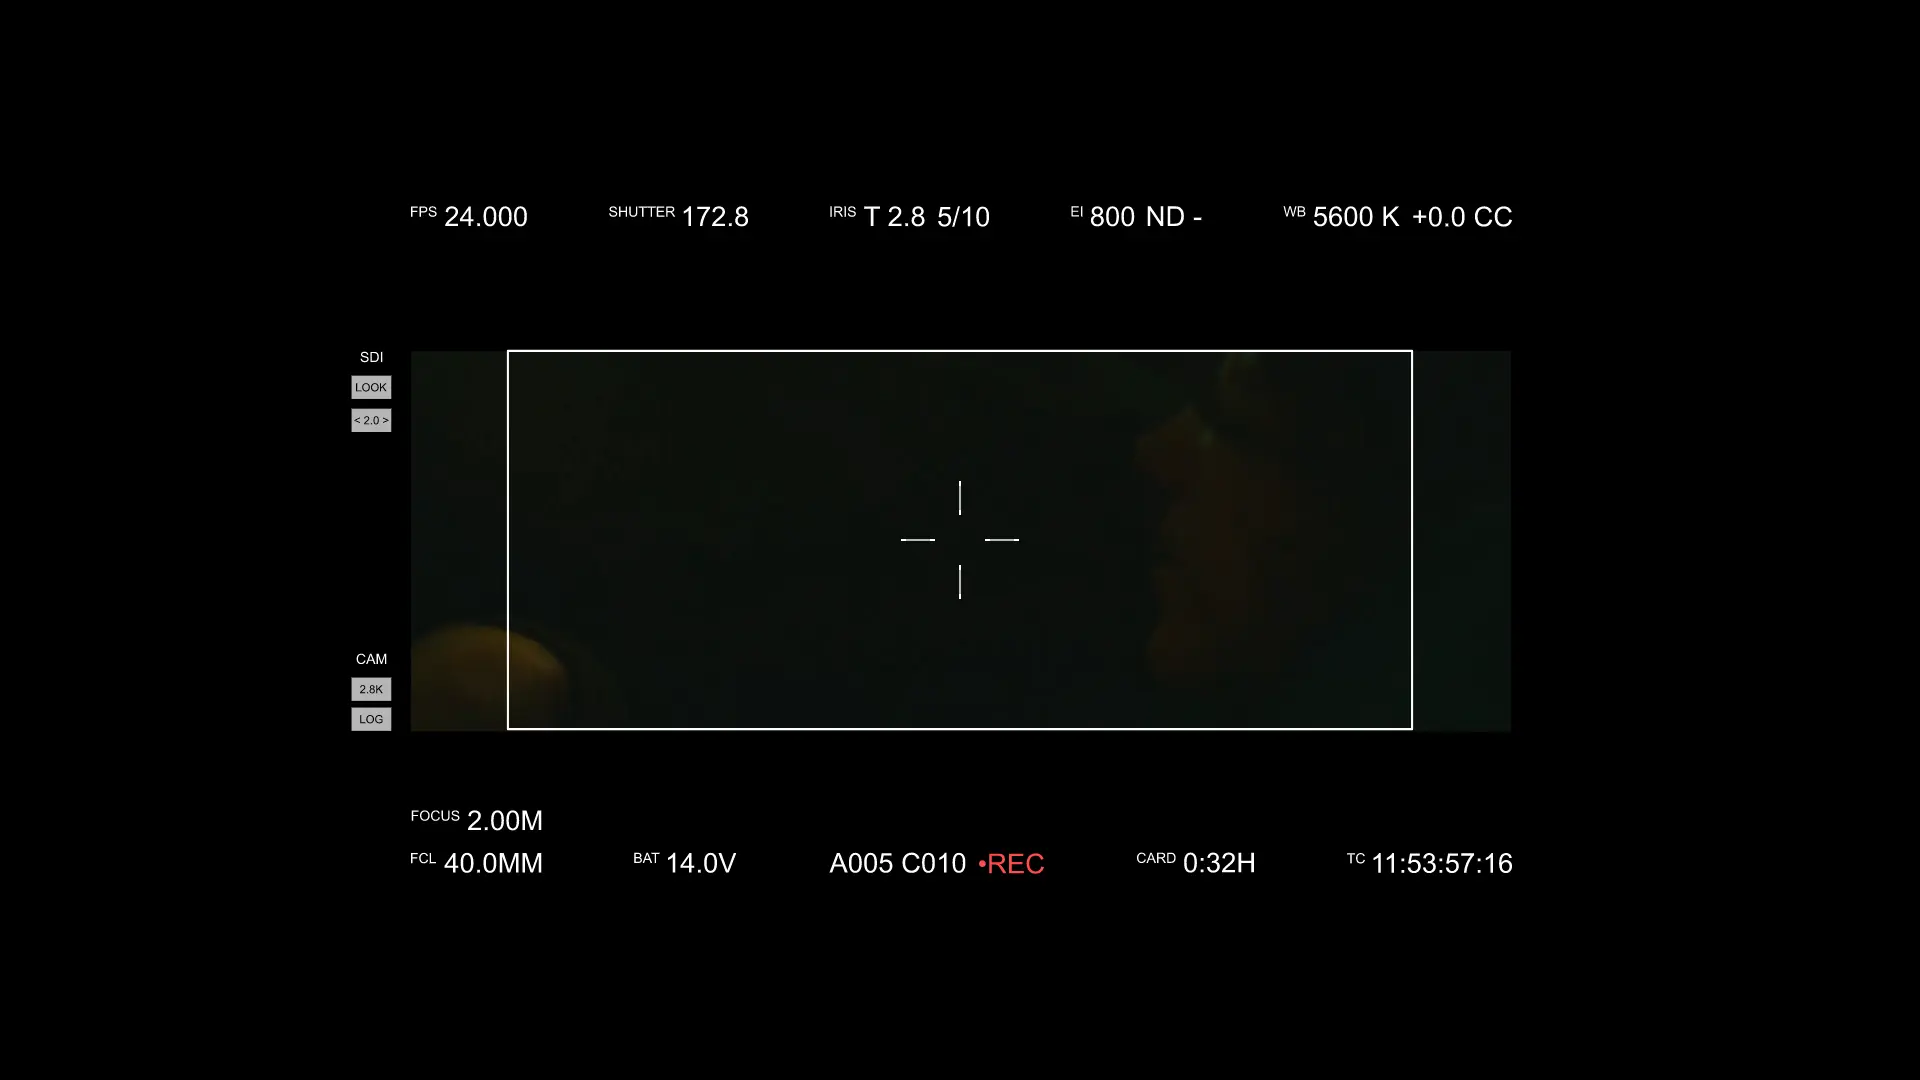 FPS 24.000 SHUTTER 172.8 IRIS T 2.8 5/10 EI 800 ND - WB 5600 K +0.0 CC
SDI
LOOK
< 2.0 >
CAM
2.8K
LOG
FOCUS 2.00M
FCL 40.0MM BAT 14.0V A005 C010 •REC CARD 0:32H TC 11:53:57:16